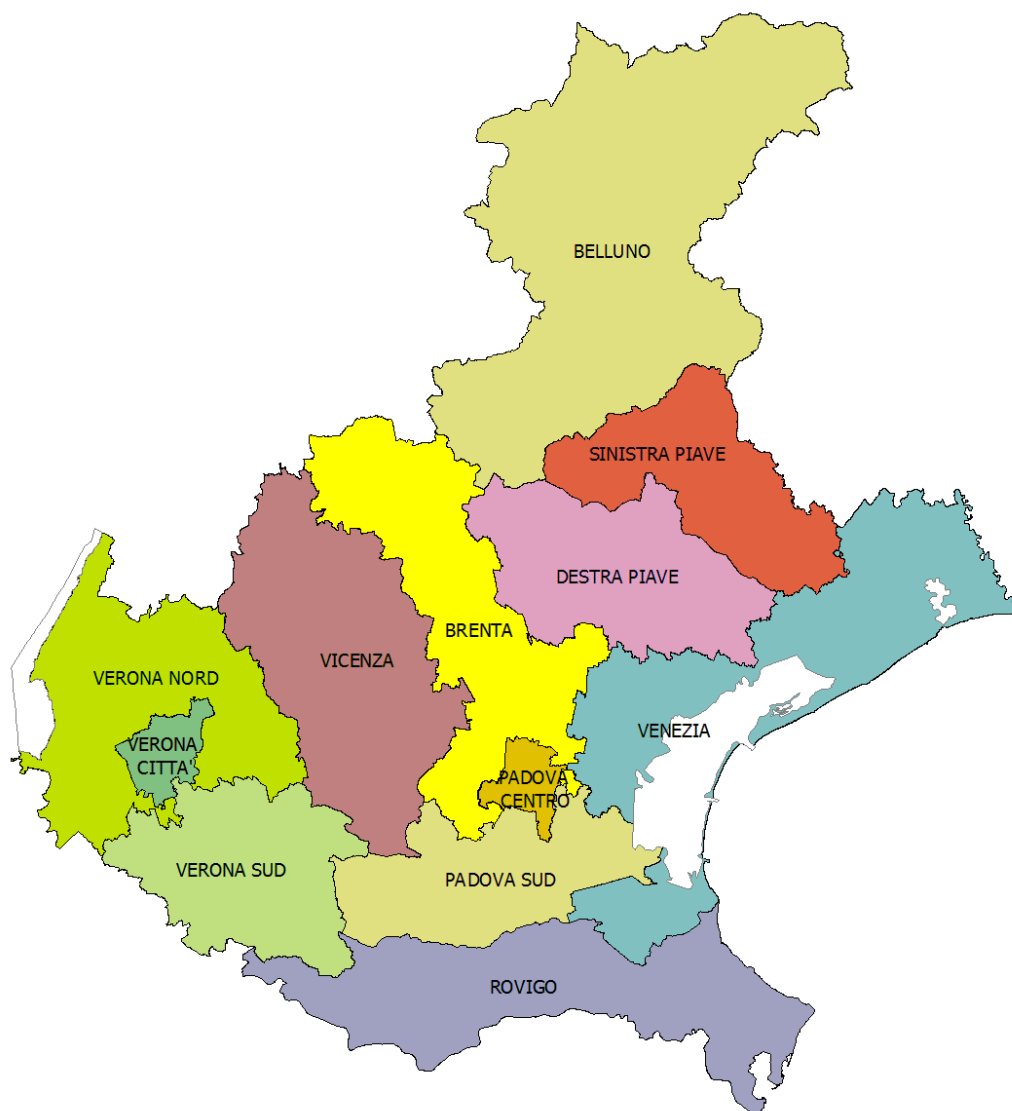 BELLUNO
SINISTRA PIAVE
DESTRA PIAVE
BRENTA
VICENZA
VERONA NORD
VENEZIA
VERONA
CITTA'
PADOVA
CENTRO
VERONA SUD
PADOVA SUD
ROVIGO